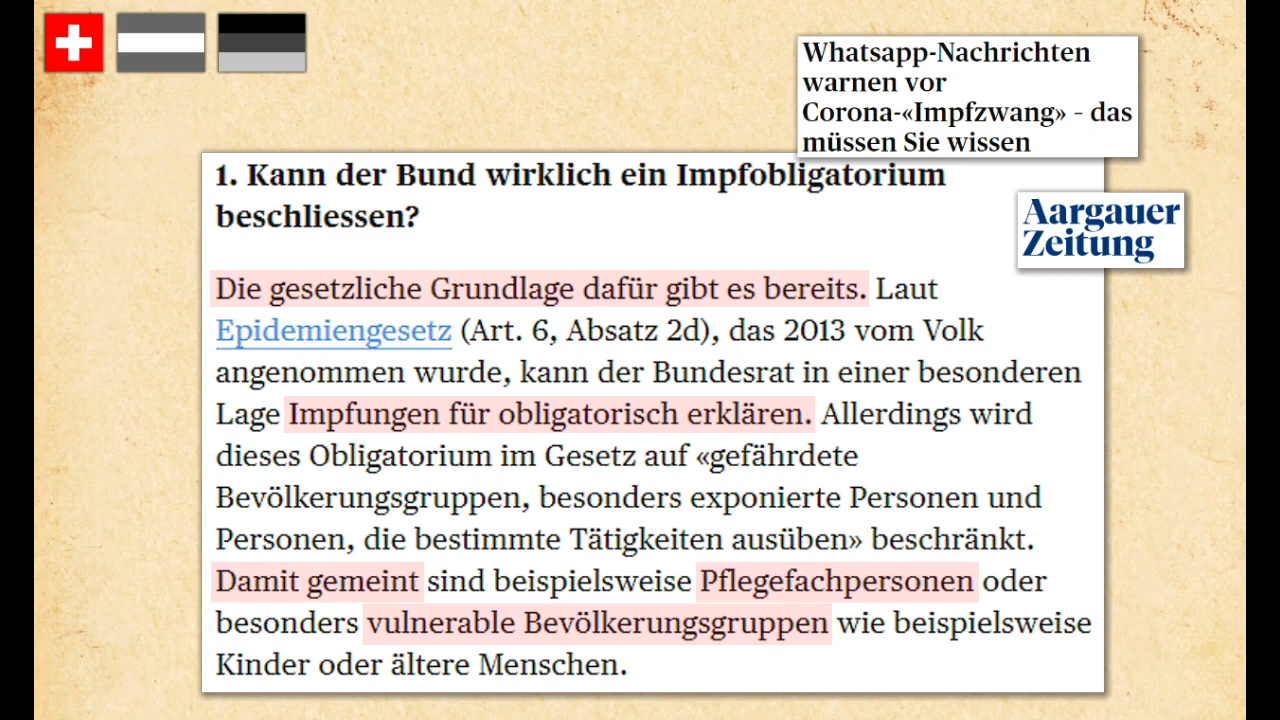 Whatsapp-Nachrichten
warnen vor
Corona-«Impfzwang» – das
müssen Sie wissen
1. Kann der Bund wirklich ein Impfobligatorium
beschliessen?
Aargauer
Zeitung
Die gesetzliche Grundlage dafür gibt es bereits. Laut
Epidemiengesetz (Art. 6, Absatz 2d), das 2013 vom Volk
angenommen wurde, kann der Bundesrat in einer besonderen
Lage Impfungen für obligatorisch erklären. Allerdings wird
dieses Obligatorium im Gesetz auf «gefährdete
Bevölkerungsgruppen, besonders exponierte Personen und
Personen, die bestimmte Tätigkeiten ausüben» beschränkt.
Damit gemeint sind beispielsweise Pflegefachpersonen oder
besonders vulnerable Bevölkerungsgruppen wie beispielsweise
Kinder oder ältere Menschen.